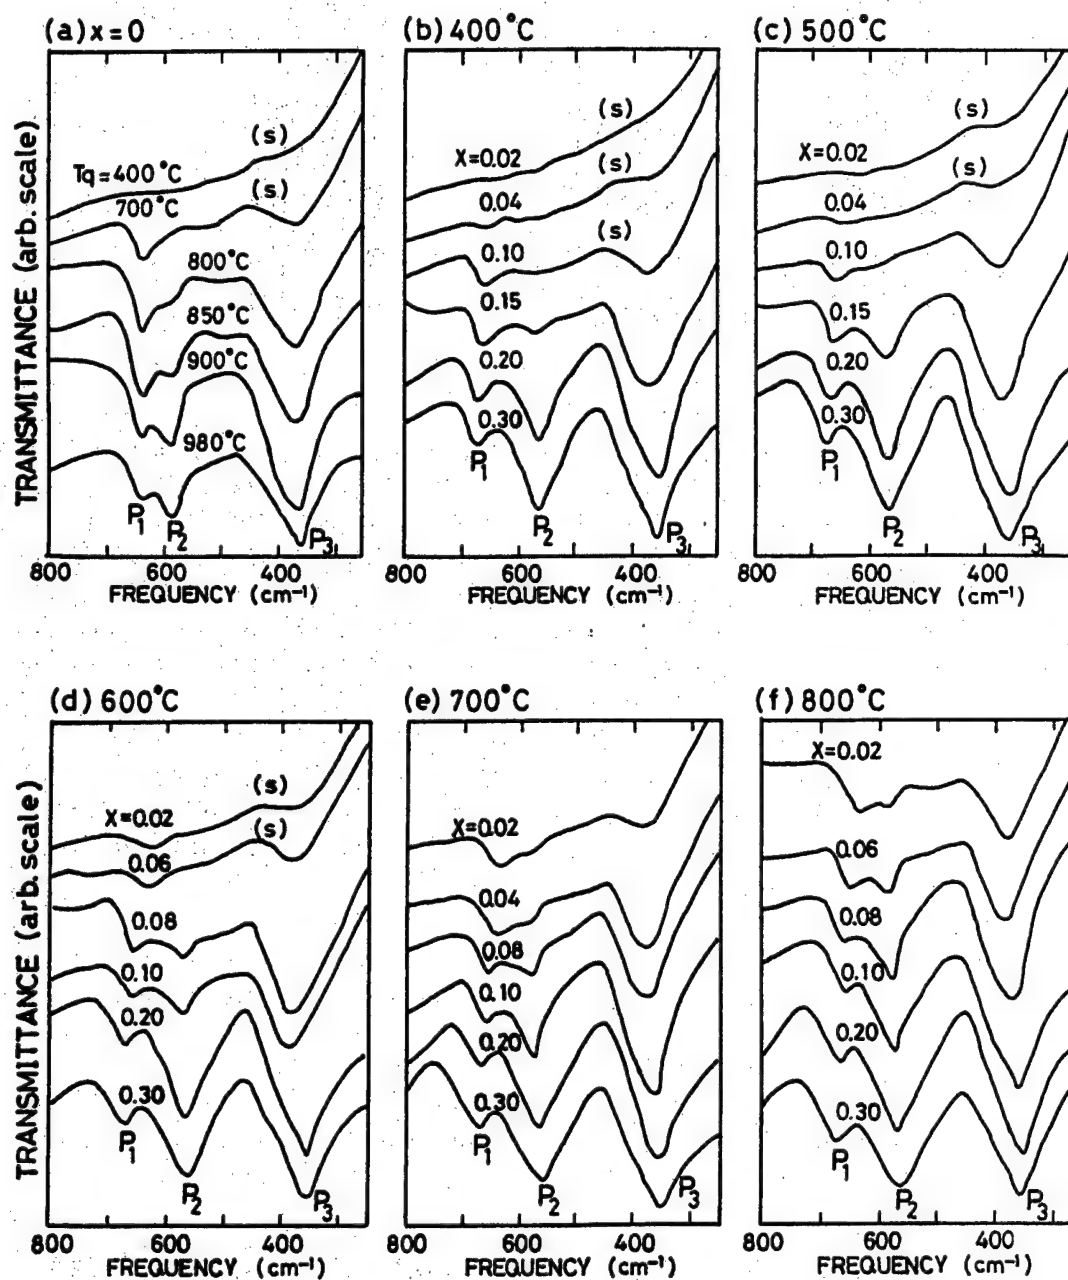 (a) x=0
(s)
Tq=400°C
(s)
700°C
800°C
850°C
900°C
980°C
P₁
P₂
P₃
TRANSMITTANCE (arb. scale)
800 600 400
FREQUENCY (cm⁻¹)
(b) 400°C
(s)
X=0.02
(s)
0.04
(s)
0.10
0.15
0.20
0.30
P₁
P₂
P₃
800 600 400
FREQUENCY (cm⁻¹)
(c) 500°C
(s)
X=0.02
(s)
0.04
0.10
0.15
0.20
0.30
P₁
P₂
P₃
800 600 400
FREQUENCY (cm⁻¹)
(d) 600°C
(s)
X=0.02
(s)
0.06
0.08
0.10
0.20
0.30
P₁
P₂
P₃
TRANSMITTANCE (arb. scale)
800 600 400
FREQUENCY (cm⁻¹)
(e) 700°C
X=0.02
0.04
0.08
0.10
0.20
0.30
P₁
P₂
P₃
800 600 400
FREQUENCY (cm⁻¹)
(f) 800°C
X=0.02
0.06
0.08
0.10
0.20
0.30
P₁
P₂
P₃
800 600 400
FREQUENCY (cm⁻¹)